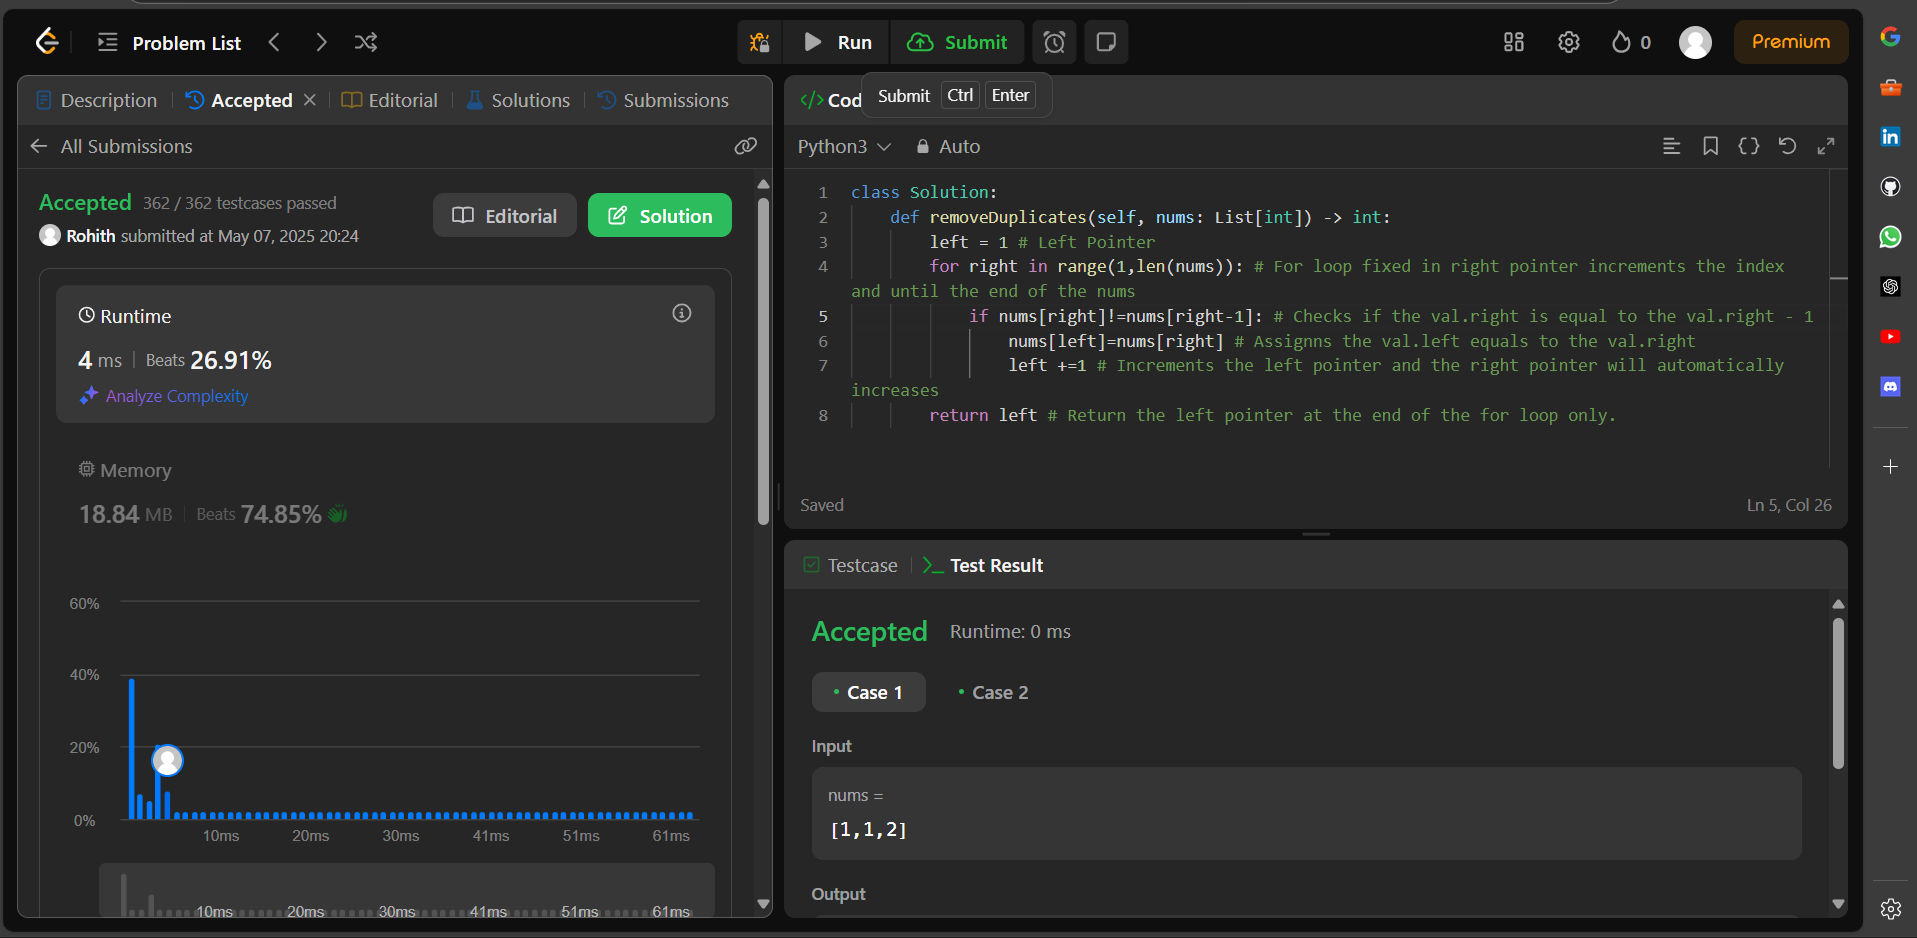 Problem List
Run
Submit
0
Premium
Description
Accepted
Editorial
Solutions
Submissions
All Submissions
Accepted 362 / 362 testcases passed
Rohith submitted at May 07, 2025 20:24
Editorial
Solution
Runtime
4 ms Beats 26.91%
Analyze Complexity
Memory
18.84 MB Beats 74.85%
60%
40%
20%
0%
10ms 20ms 30ms 41ms 51ms 61ms
10ms 20ms 30ms 41ms 51ms 61ms
</> Cod
Submit Ctrl Enter
Python3 Auto
1 class Solution:
2 def removeDuplicates(self, nums: List[int]) -> int:
3 left = 1 # Left Pointer
4 for right in range(1,len(nums)): # For loop fixed in right pointer increments the index
and until the end of the nums
5 if nums[right]!=nums[right-1]: # Checks if the val.right is equal to the val.right - 1
6 nums[left]=nums[right] # Assignns the val.left equals to the val.right
7 left +=1 # Increments the left pointer and the right pointer will automatically
increases
8 return left # Return the left pointer at the end of the for loop only.
Saved
Ln 5, Col 26
Testcase
Test Result
Accepted Runtime: 0 ms
Case 1
Case 2
Input
nums =
[1,1,2]
Output